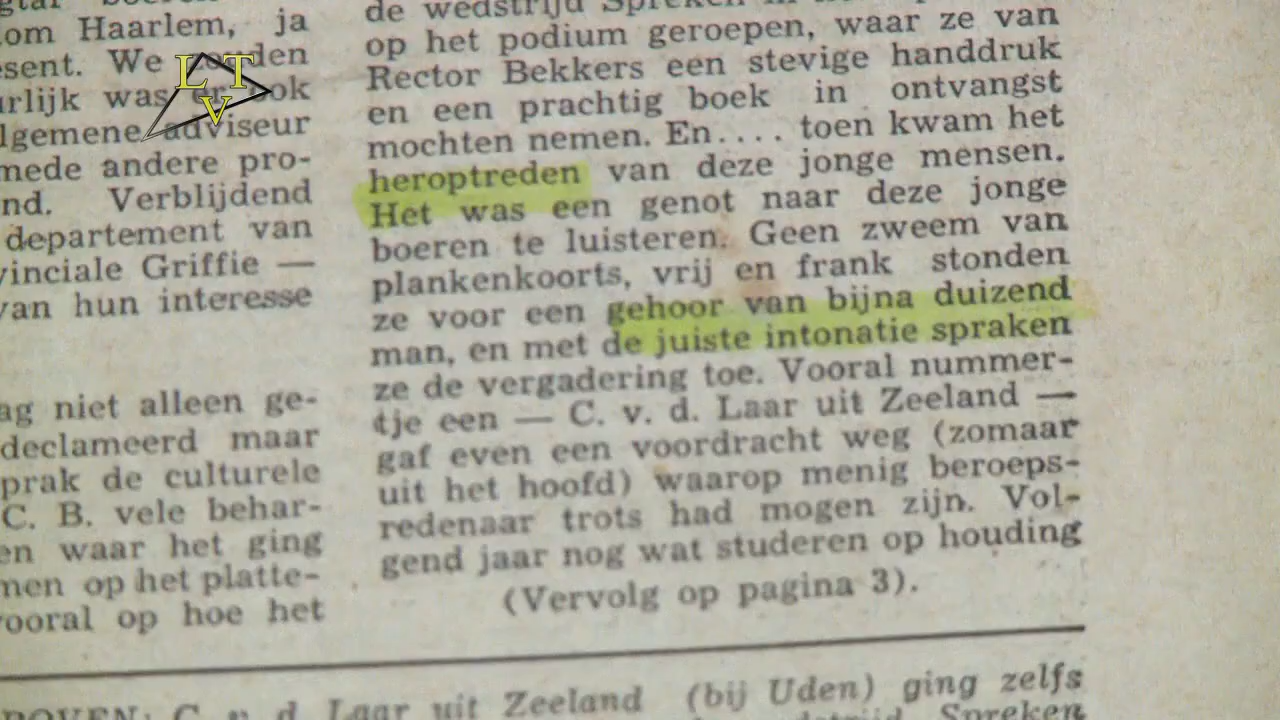 om Haarlem, ja
sent. We
rlijk was er ook
lgemene adviseur
mede andere pro-
nd. Verblijdend
departement van
vinciale Griffie —
van hun interesse
ag niet alleen ge-
declameerd maar
prak de culturele
C. B. vele behar-
en waar het ging
men op het platte-
vooral op hoe het
de wedstrijd Spreken
op het podium geroepen, waar ze van
Rector Bekkers een stevige handdruk
en een prachtig boek in ontvangst
mochten nemen. En.... toen kwam het
heroptreden van deze jonge mensen.
Het was een genot naar deze jonge
boeren te luisteren. Geen zweem van
plankenkoorts, vrij en frank stonden
ze voor een gehoor van bijna duizend
man, en met de juiste intonatie spraken
ze de vergadering toe. Vooral nummer-
tje een — C. v. d. Laar uit Zeeland —
gaf even een voordracht weg (zomaar
uit het hoofd) waarop menig beroeps-
redenaar trots had mogen zijn. Vol-
gend jaar nog wat studeren op houding
(Vervolg op pagina 3).
C. v. d. Laar uit Zeeland (bij Uden) ging zelfs
Spreken
LTV